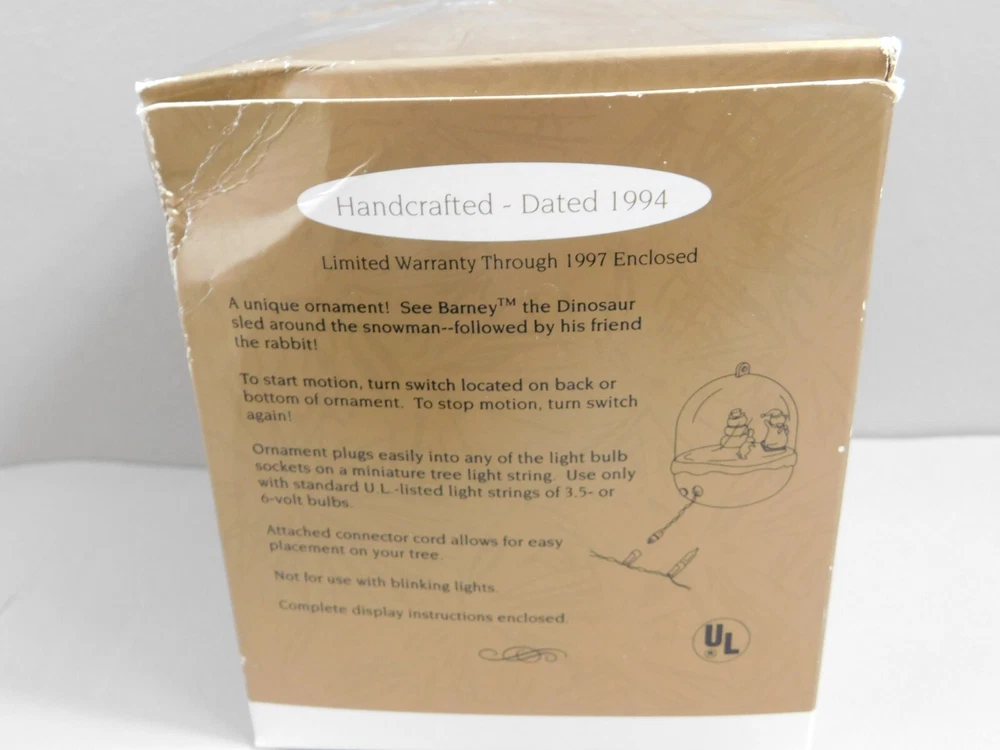 Handcrafted - Dated 1994
Limited Warranty Through 1997 Enclosed
A unique ornament! See Barney™ the Dinosaur
sled around the snowman--followed by his friend
the rabbit!
To start motion, turn switch located on back or
bottom of ornament. To stop motion, turn switch
again!
Ornament plugs easily into any of the light bulb
sockets on a miniature tree light string. Use only
with standard U.L.-listed light strings of 3.5- or
6-volt bulbs.
Attached connector cord allows for easy
placement on your tree.
Not for use with blinking lights.
Complete display instructions enclosed.
UL
®